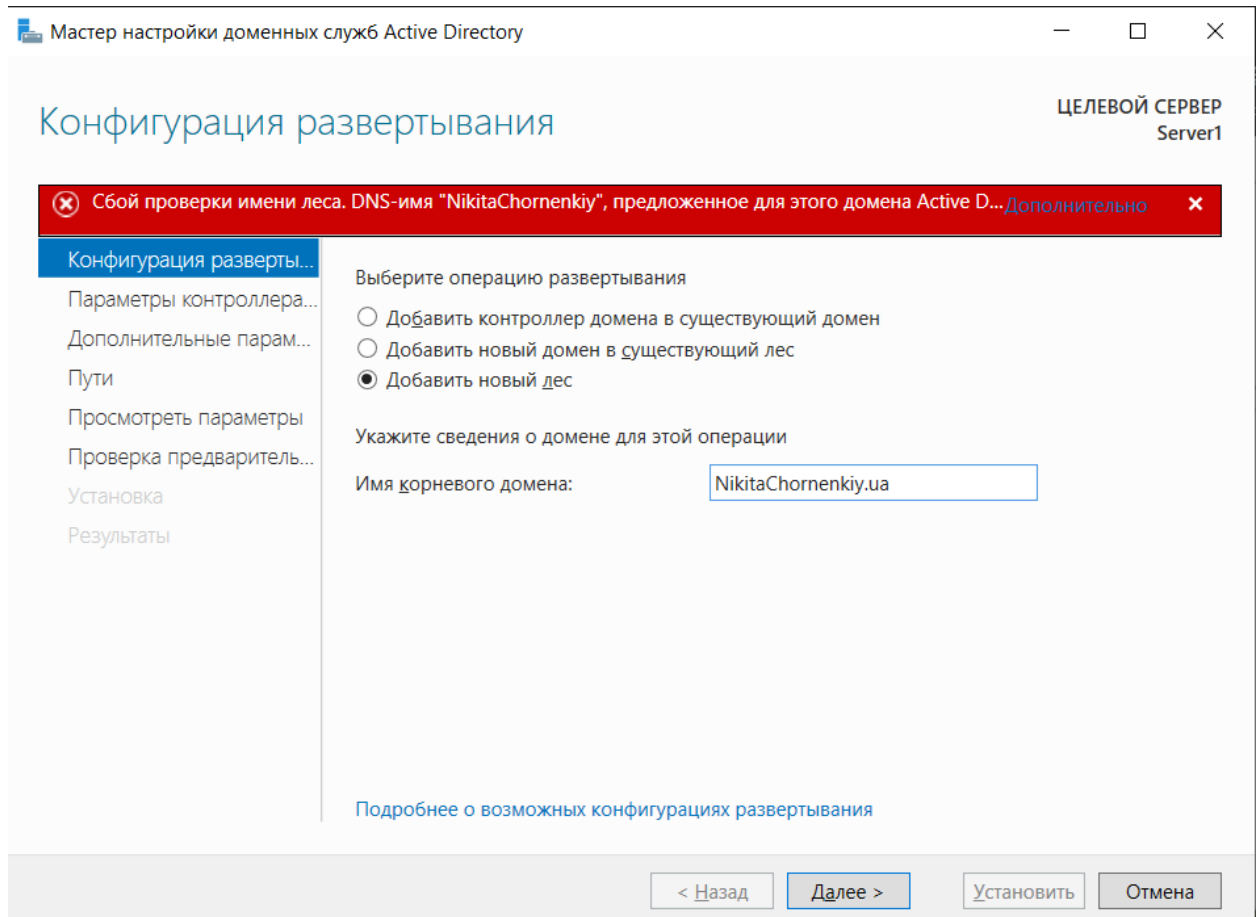 Мастер настройки доменных служб Active Directory
Конфигурация развертывания
ЦЕЛЕВОЙ СЕРВЕР
Server1
Сбой проверки имени леса. DNS-имя "NikitaChornenkiy", предложенное для этого домена Active D... Дополнительно
Конфигурация разверты...
Параметры контроллера...
Дополнительные парам...
Пути
Просмотреть параметры
Проверка предваритель...
Установка
Результаты
Выберите операцию развертывания
Добавить контроллер домена в существующий домен
Добавить новый домен в существующий лес
Добавить новый лес
Укажите сведения о домене для этой операции
Имя корневого домена: NikitaChornenkiy.ua
Подробнее о возможных конфигурациях развертывания
< Назад Далее > Установить Отмена